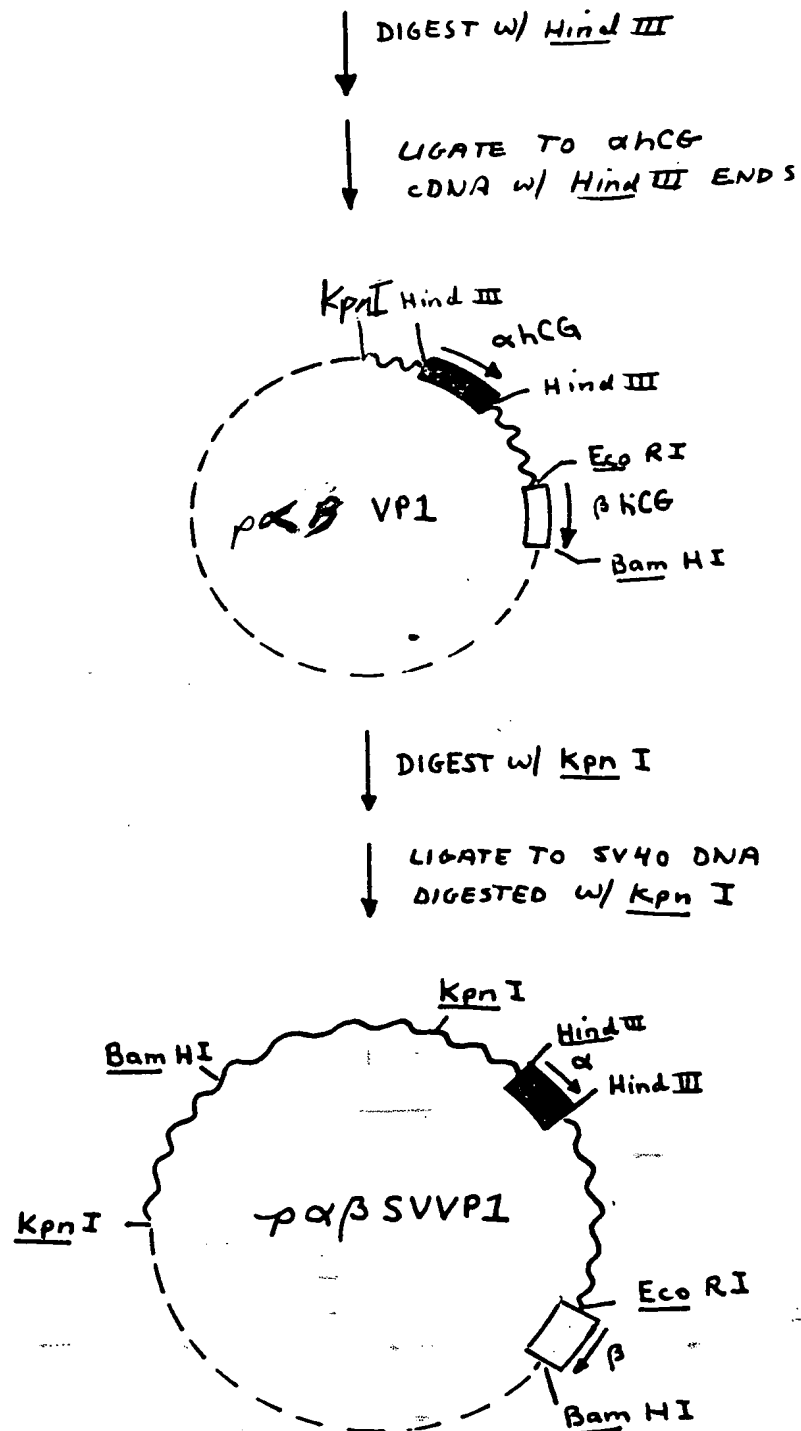 DIGEST W/ Hind III
LIGATE TO αhCG
cDNA W/ Hind III ENDS
KpnI Hind III
αhCG
Hind III
Eco RI
βhCG
pαβ VP1
Bam HI
DIGEST W/ Kpn I
LIGATE TO SV40 DNA
DIGESTED W/ Kpn I
Kpn I
Hind III
Bam HI
α
Hind III
pαβSVVP1
Kpn I
Eco RI
β
Bam HI